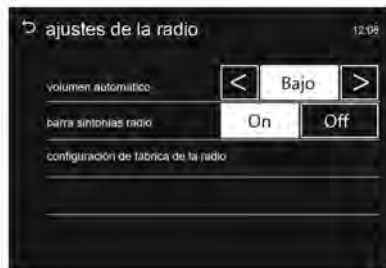 ajustes de la radio 12:08
volumen automático < Bajo >
barra sintonías radio On Off
configuración de fábrica de la radio